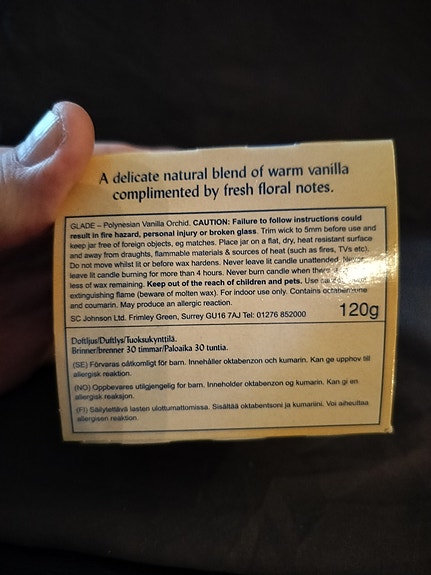 A delicate natural blend of warm vanilla
complimented by fresh floral notes.
GLADE – Polynesian Vanilla Orchid. CAUTION: Failure to follow instructions could
result in fire hazard, personal injury or broken glass. Trim wick to 5mm before use and
keep jar free of foreign objects, eg matches. Place jar on a flat, dry, heat resistant surface
and away from draughts, flammable materials & sources of heat (such as fires, TVs etc).
Do not move whilst lit or before wax hardens. Never leave lit candle unattended. Never
leave lit candle burning for more than 4 hours. Never burn candle when there
less of wax remaining. Keep out of the reach of children and pets. Use
extinguishing flame (beware of molten wax). For indoor use only. Contains
and coumarin. May produce an allergic reaction.
SC Johnson Ltd. Frimley Green, Surrey GU16 7AJ Tel: 01276 852000
120g
Doftljus/Duftlys/Tuoksukynttilä.
Brinner/brenner 30 timmar/Paloaika 30 tuntia.
(SE) Förvaras oåtkomligt för barn. Innehåller oktabenzon och kumarin. Kan ge upphov till
allergisk reaktion.
(NO) Oppbevares utilgjengelig for barn. Inneholder oktabenzon og kumarin. Kan gi en
allergisk reaksjon.
(FI) Säilytettävä lasten ulottumattomissa. Sisältää oktabentsoni ja kumariini. Voi aiheuttaa
allergisen reaktion.